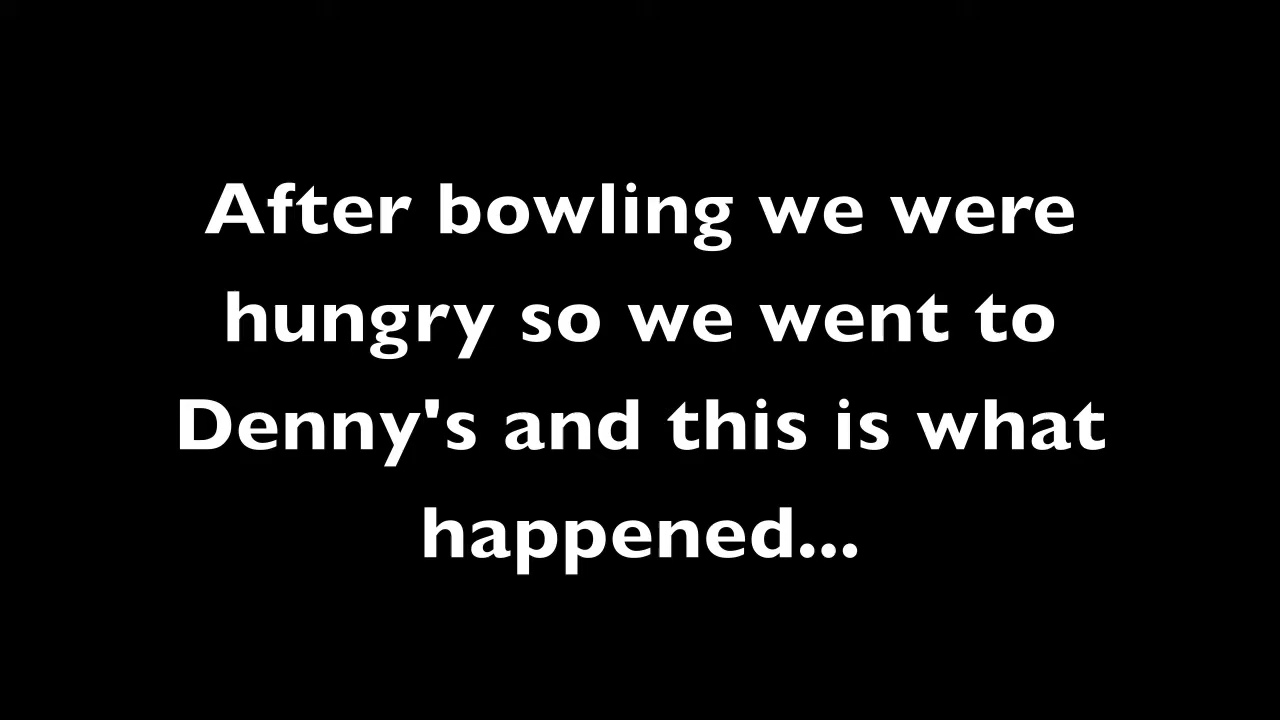 After bowling we were
hungry so we went to
Denny's and this is what
happened...